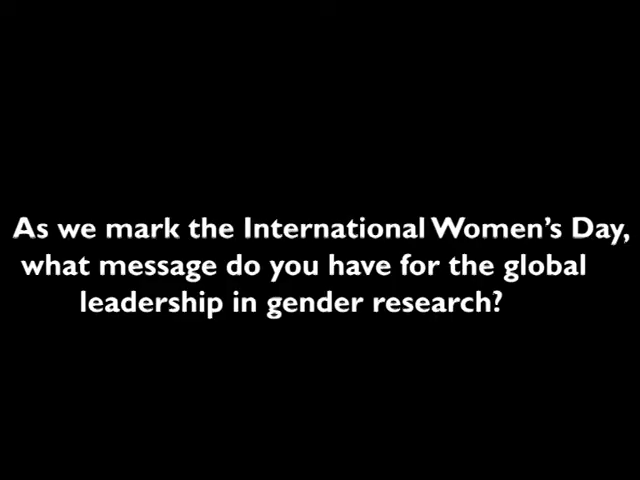 As we mark the International Women's Day,
what message do you have for the global
leadership in gender research?